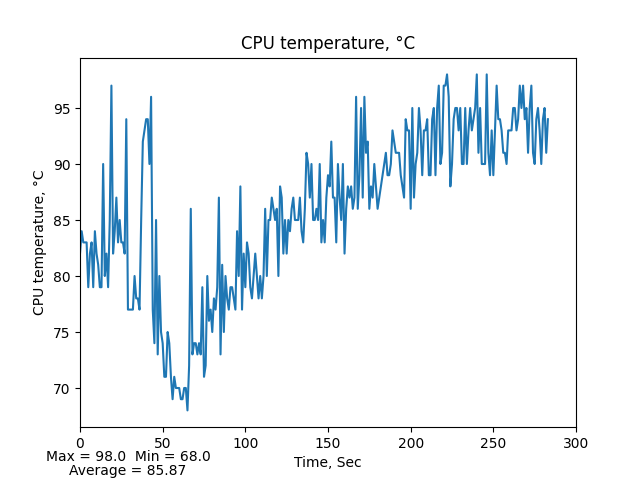 CPU temperature, °C
CPU temperature, °C
95
90
85
80
75
70
0 50 100 150 200 250 300
Time, Sec
Max = 98.0 Min = 68.0
Average = 85.87